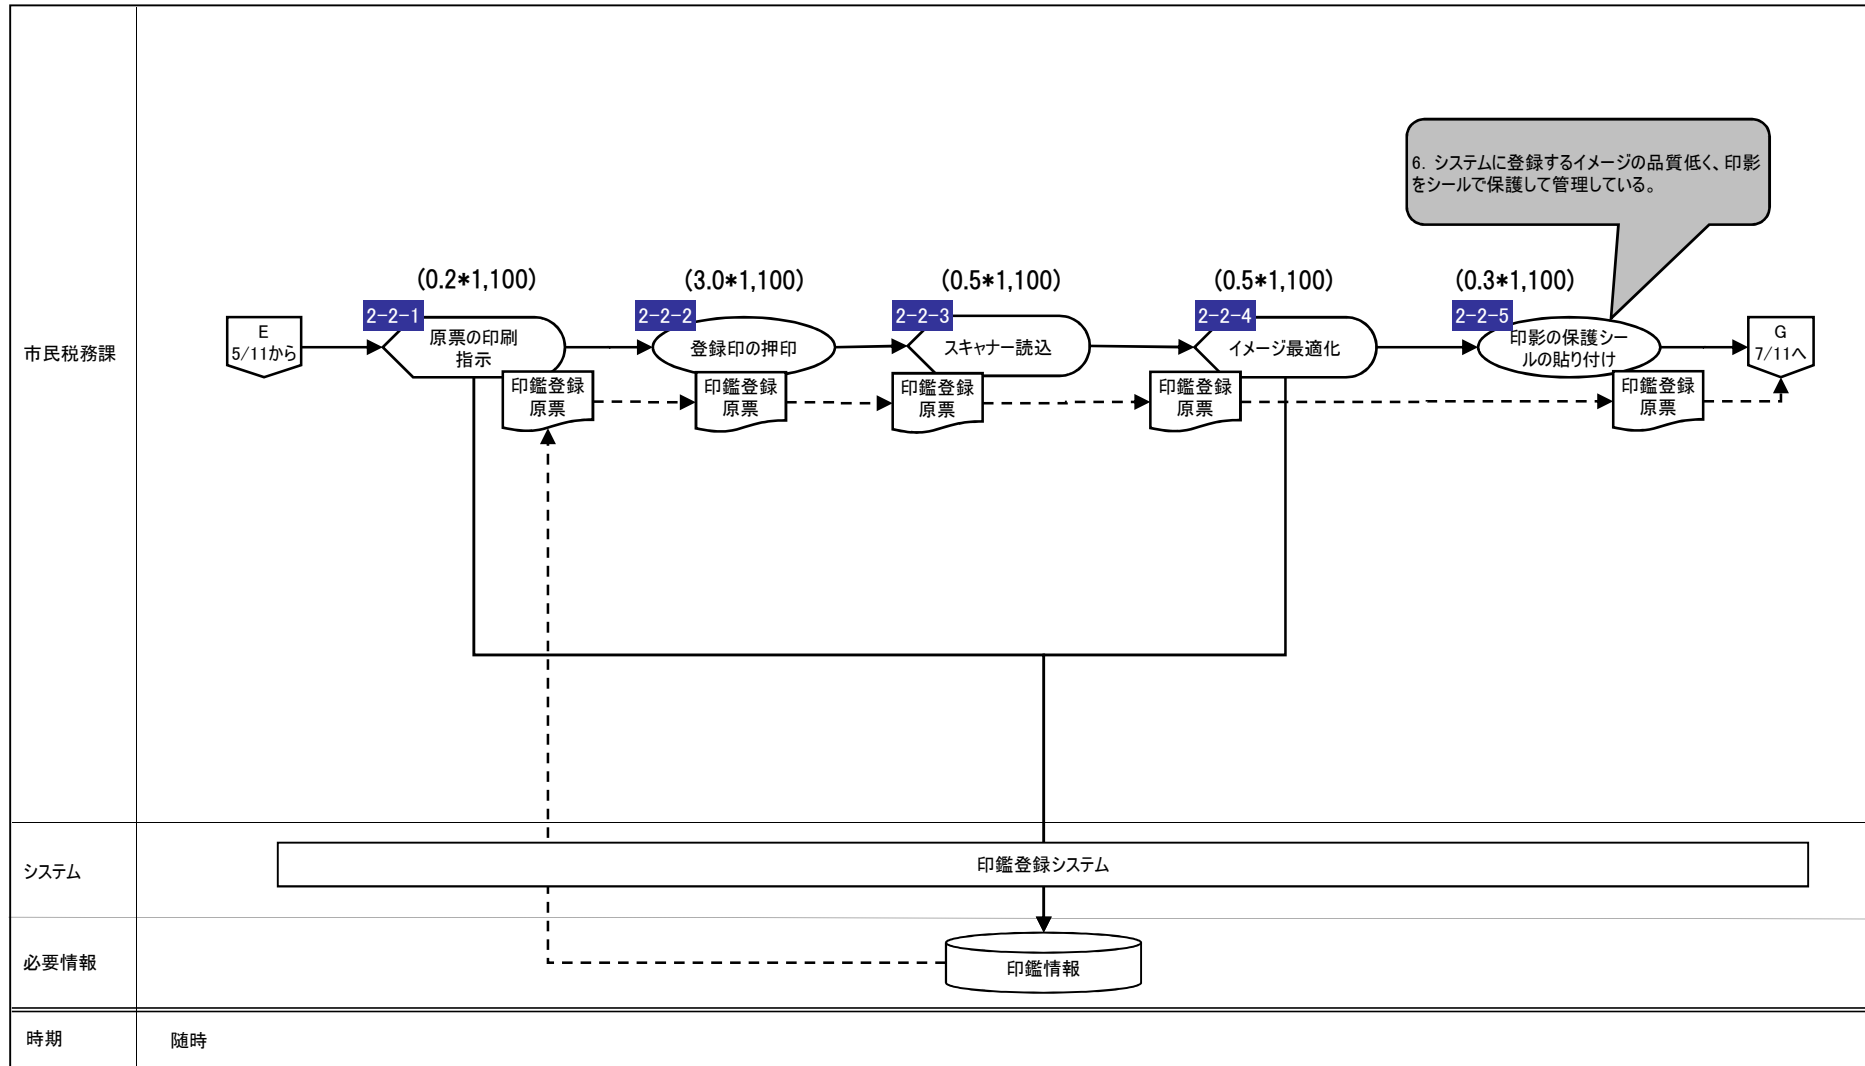 6. システムに登録するイメージの品質低く、印影
をシールで保護して管理している。
(0.2*1,100)
(3.0*1,100)
(0.5*1,100)
(0.5*1,100)
(0.3*1,100)
市民税務課
E
5/11から
2-2-1
原票の印刷
指示
2-2-2
登録印の押印
2-2-3
スキャナー読込
2-2-4
イメージ最適化
2-2-5
印影の保護シー
ルの貼り付け
G
7/11へ
印鑑登録
原票
印鑑登録
原票
印鑑登録
原票
印鑑登録
原票
印鑑登録
原票
システム
印鑑登録システム
必要情報
印鑑情報
時期
随時